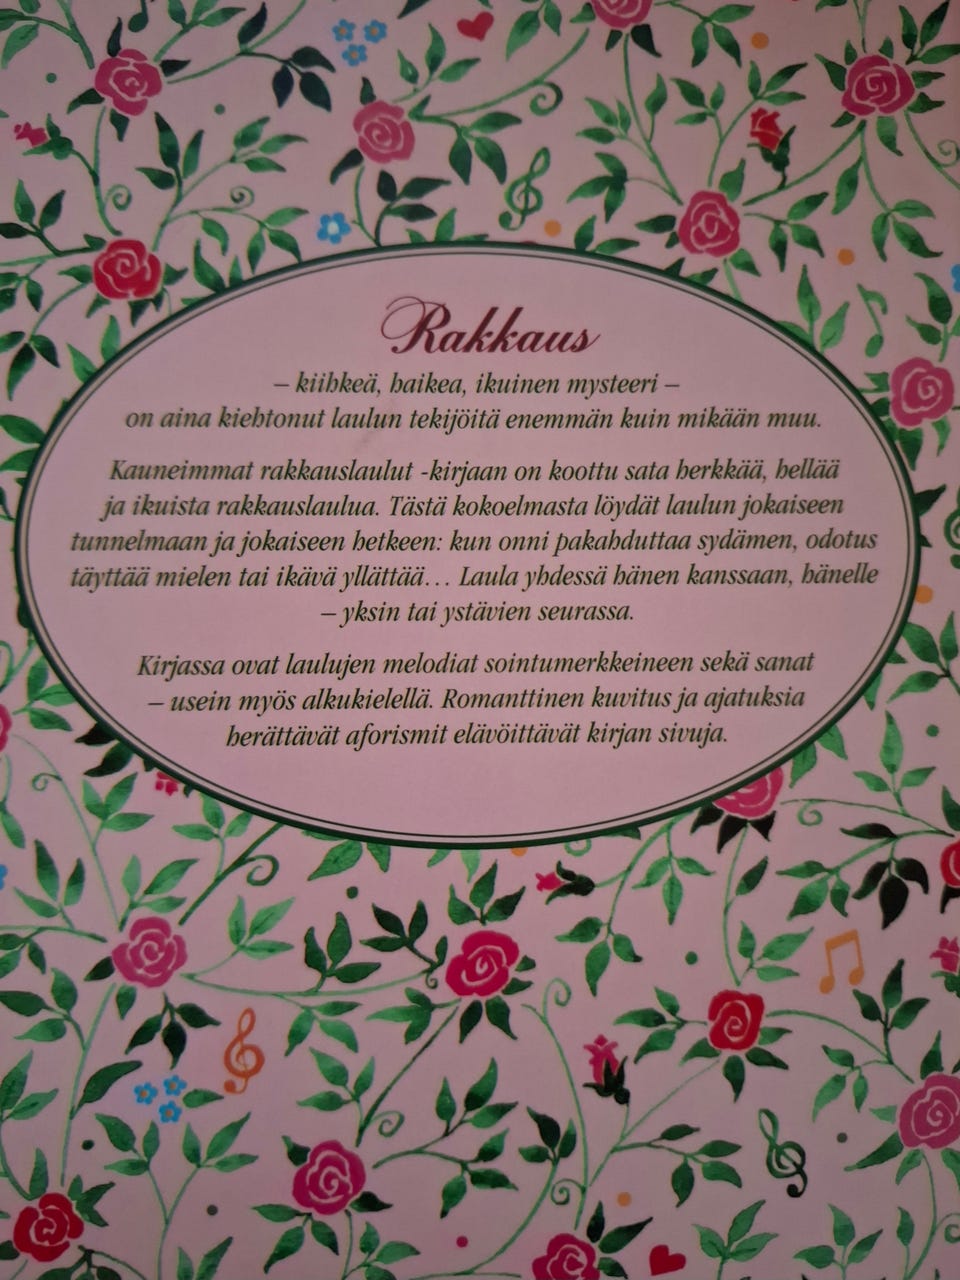 Rakkaus
– kiihkeä, haikea, ikuinen mysteeri –
on aina kiehtonut laulun tekijöitä enemmän kuin mikään muu.
Kauneimmat rakkauslaulut -kirjaan on koottu sata herkkää, hellää
ja ikuista rakkauslaulua. Tästä kokoelmasta löydät laulun jokaiseen
tunnelmaan ja jokaiseen hetkeen: kun onni pakahduttaa sydämen, odotus
täyttää mielen tai ikävä yllättää… Laula yhdessä hänen kanssaan, hänelle
– yksin tai ystävien seurassa.
Kirjassa ovat laulujen melodiat sointumerkkeineen sekä sanat
– usein myös alkukielellä. Romanttinen kuvitus ja ajatuksia
herättävät aforismit elävöittävät kirjan sivuja.